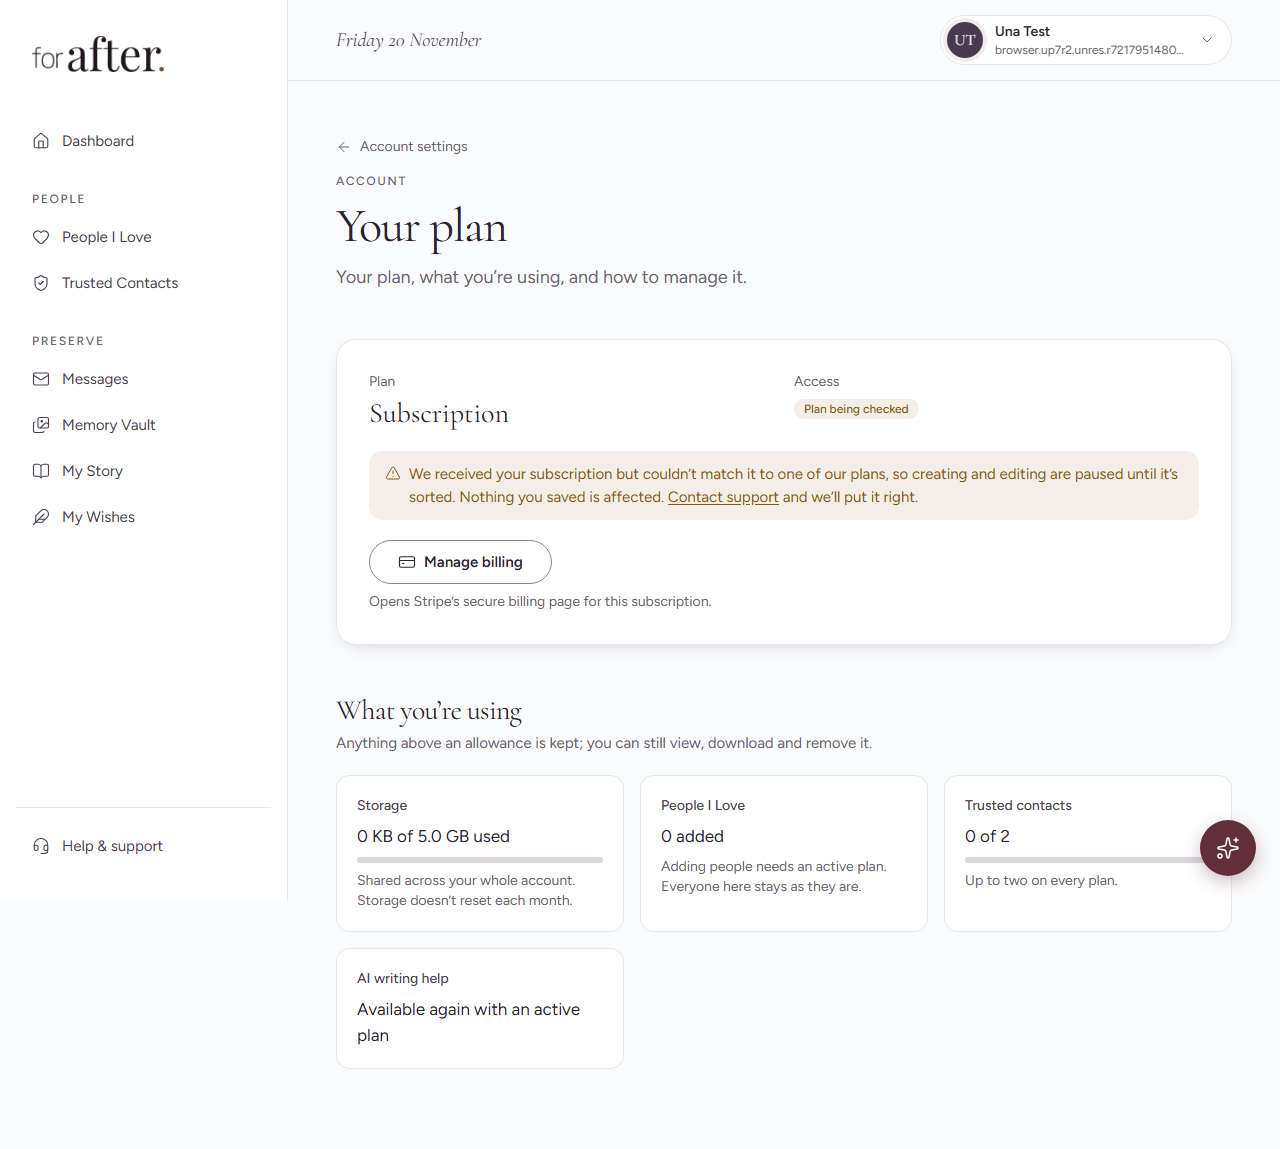 for after.
Friday 20 November
UT
Una Test
browser.up7r2.unres.r7217951480...
Dashboard
PEOPLE
People I Love
Trusted Contacts
PRESERVE
Messages
Memory Vault
My Story
My Wishes
Help & support
Account settings
ACCOUNT
Your plan
Your plan, what you’re using, and how to manage it.
Plan
Subscription
Access
Plan being checked
We received your subscription but couldn’t match it to one of our plans, so creating and editing are paused until it’s
sorted. Nothing you saved is affected. Contact support and we’ll put it right.
Manage billing
Opens Stripe’s secure billing page for this subscription.
What you’re using
Anything above an allowance is kept; you can still view, download and remove it.
Storage
0 KB of 5.0 GB used
Shared across your whole account.
Storage doesn’t reset each month.
People I Love
0 added
Adding people needs an active plan.
Everyone here stays as they are.
Trusted contacts
0 of 2
Up to two on every plan.
AI writing help
Available again with an active
plan